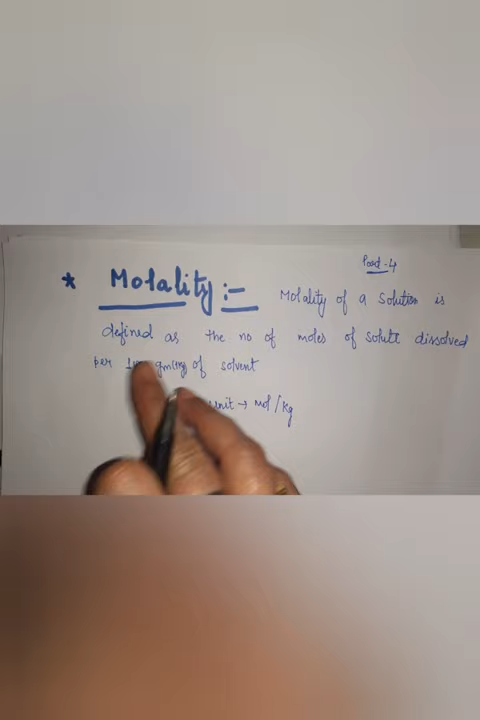 Part-4
* Molality :- Molality of a Solution is
defined as the no of moles of solute dissolved
per of solvent
unit → mol/Kg